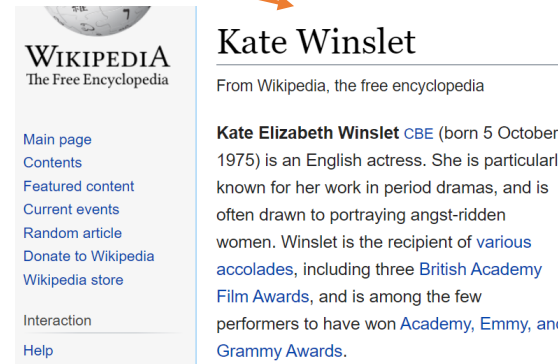 WIKIPEDIA
The Free Encyclopedia
Main page
Contents
Featured content
Current events
Random article
Donate to Wikipedia
Wikipedia store
Interaction
Help
Kate Winslet
From Wikipedia, the free encyclopedia
Kate Elizabeth Winslet CBE (born 5 October
1975) is an English actress. She is particularl
known for her work in period dramas, and is
often drawn to portraying angst-ridden
women. Winslet is the recipient of various
accolades, including three British Academy
Film Awards, and is among the few
performers to have won Academy, Emmy, and
Grammy Awards.